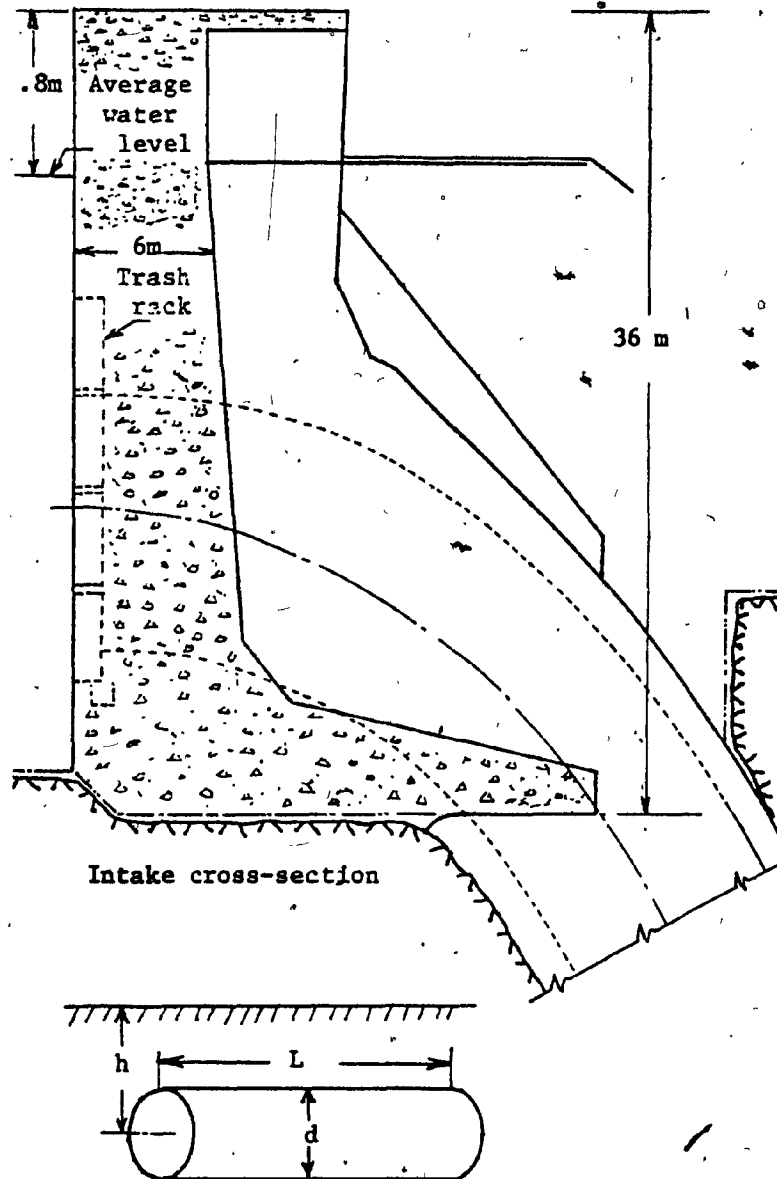 .8m
Average
water
level
6m
Trash
rack
36 m
Intake cross-section
h
L
d